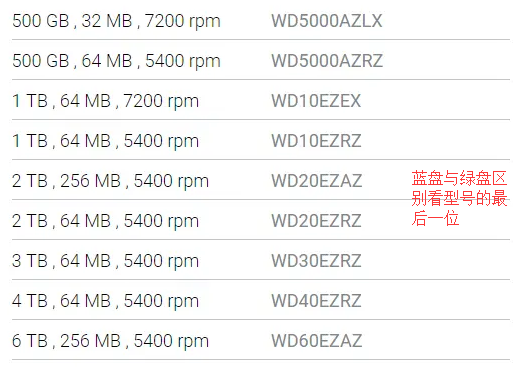 500 GB , 32 MB , 7200 rpm WD5000AZLX
500 GB , 64 MB , 5400 rpm WD5000AZRZ
1 TB , 64 MB , 7200 rpm WD10EZEX
1 TB , 64 MB , 5400 rpm WD10EZRZ
2 TB , 256 MB , 5400 rpm WD20EZAZ
2 TB , 64 MB , 5400 rpm WD20EZRZ
3 TB , 64 MB , 5400 rpm WD30EZRZ
4 TB , 64 MB , 5400 rpm WD40EZRZ
6 TB , 256 MB , 5400 rpm WD60EZAZ
蓝盘与绿盘区
别看型号的最
后一位